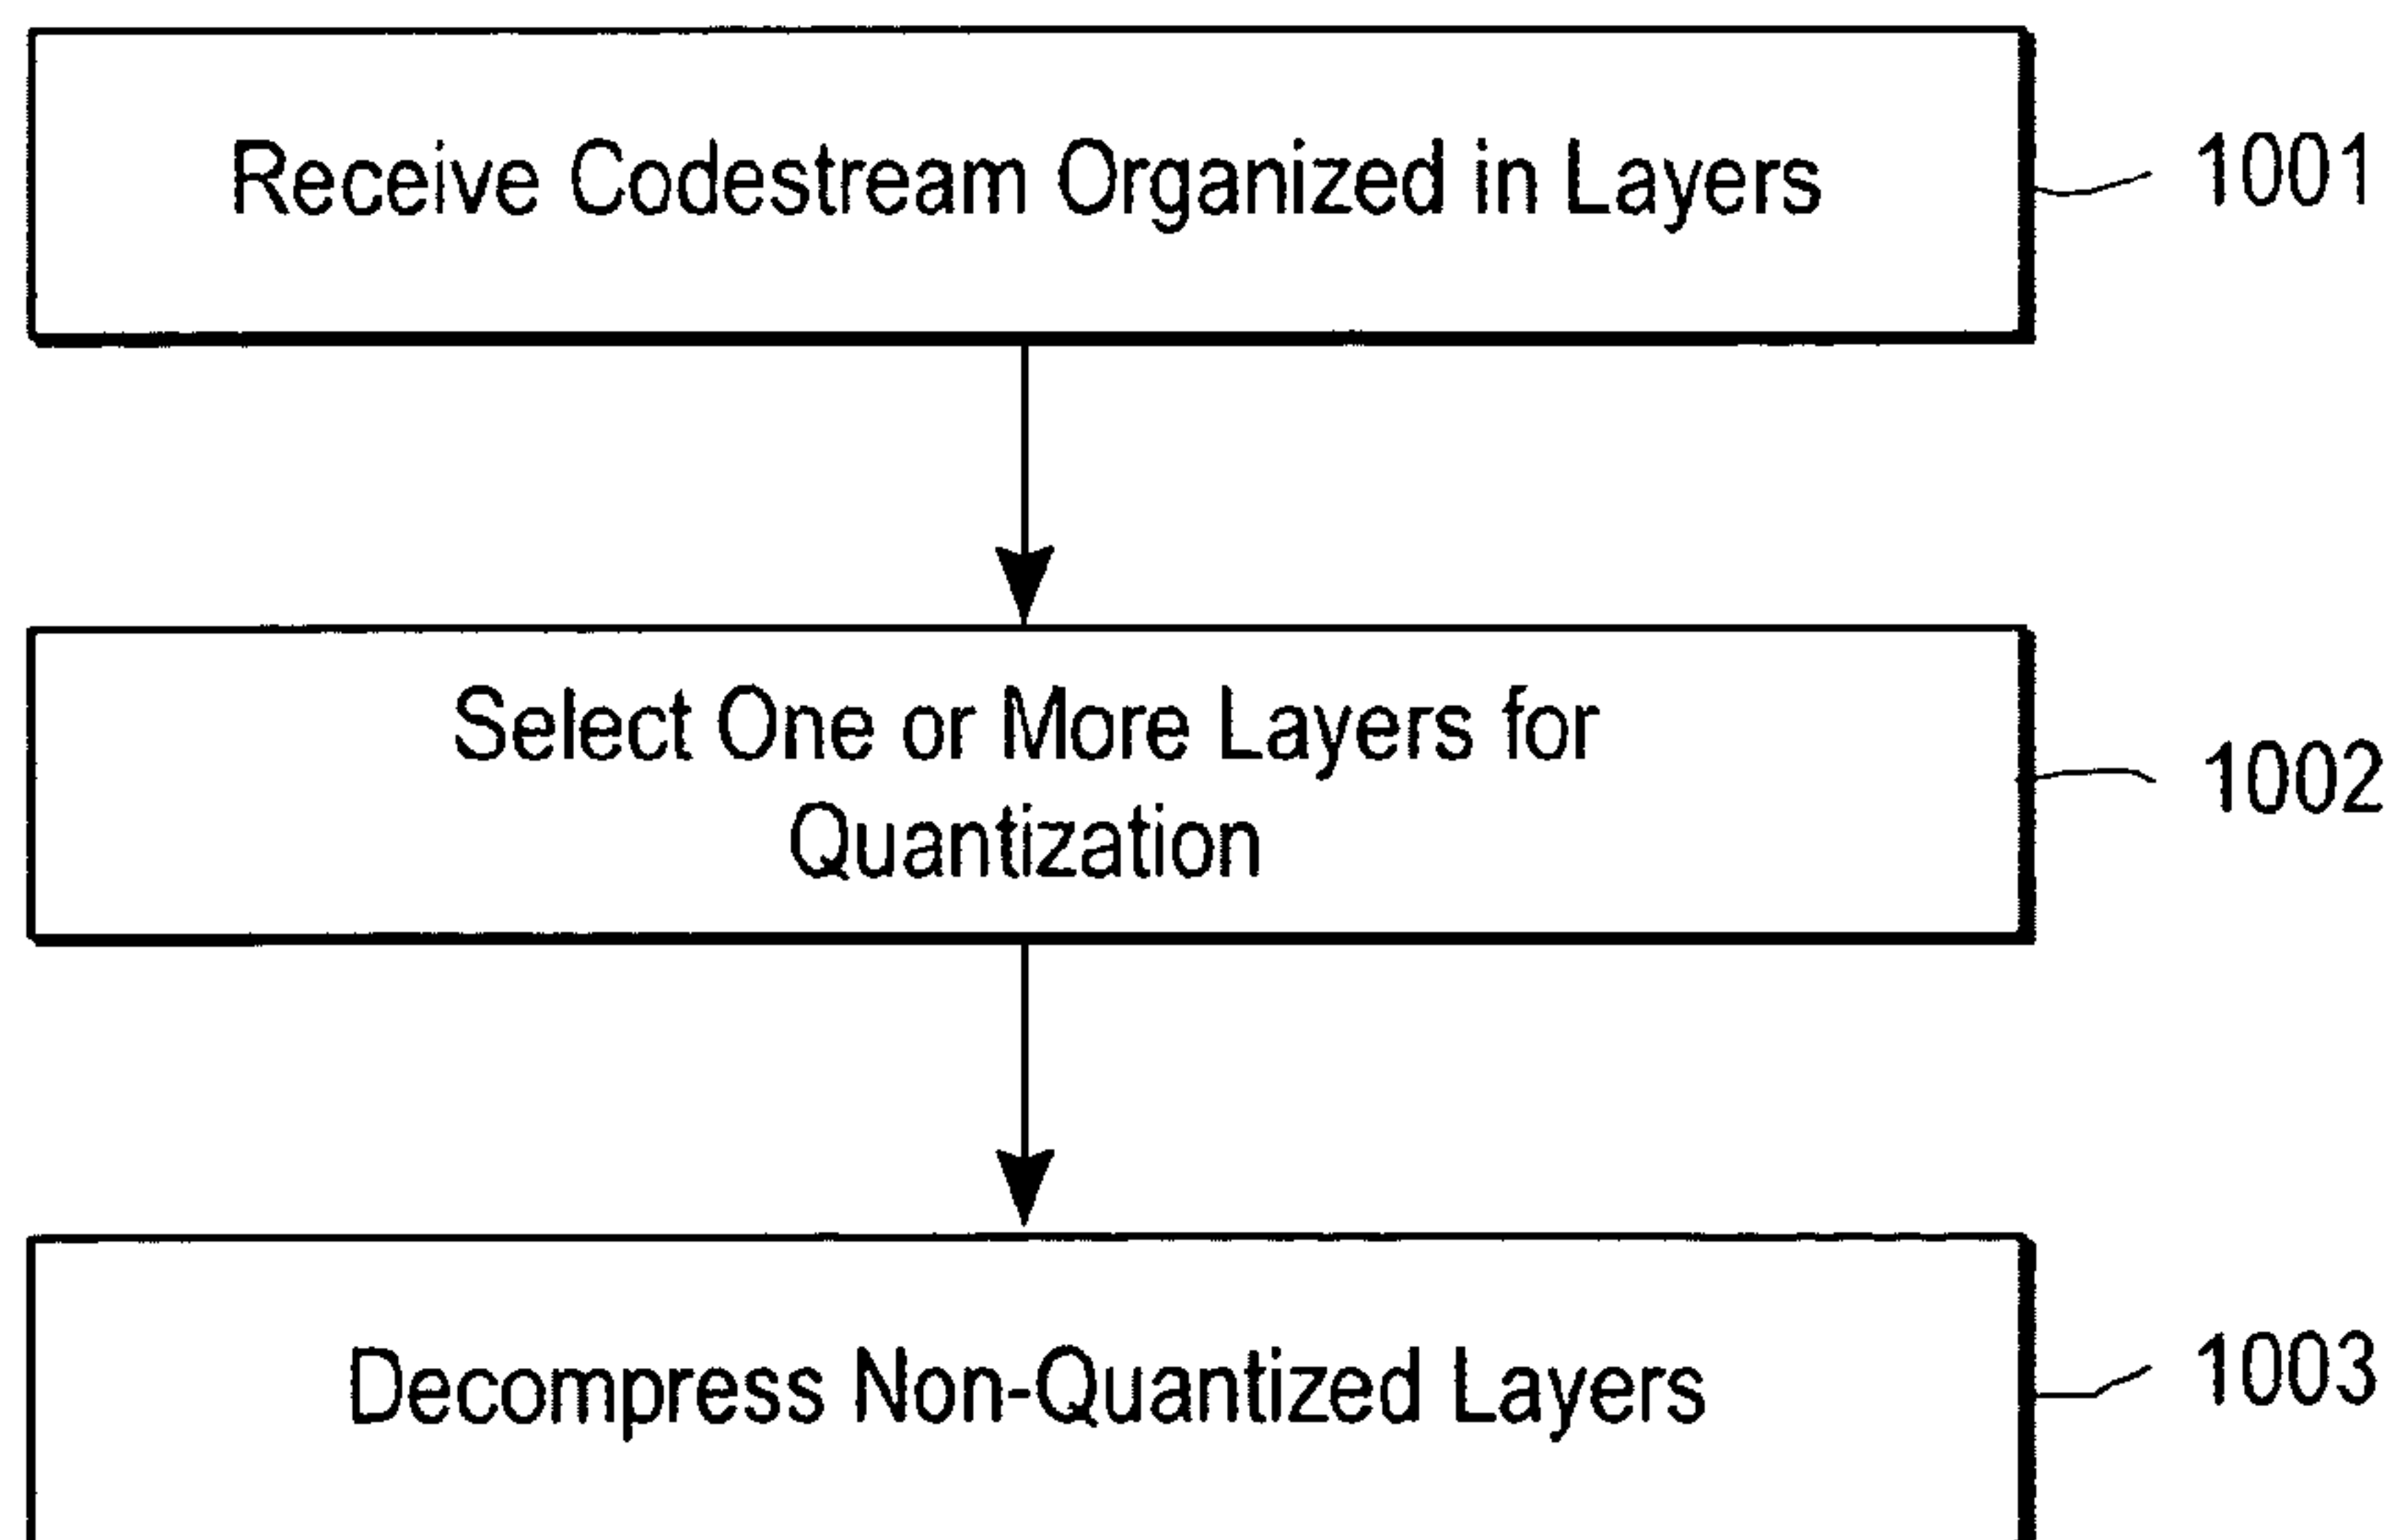 Receive Codestream Organized in Layers
1001
Select One or More Layers for
Quantization
1002
Decompress Non-Quantized Layers
1003